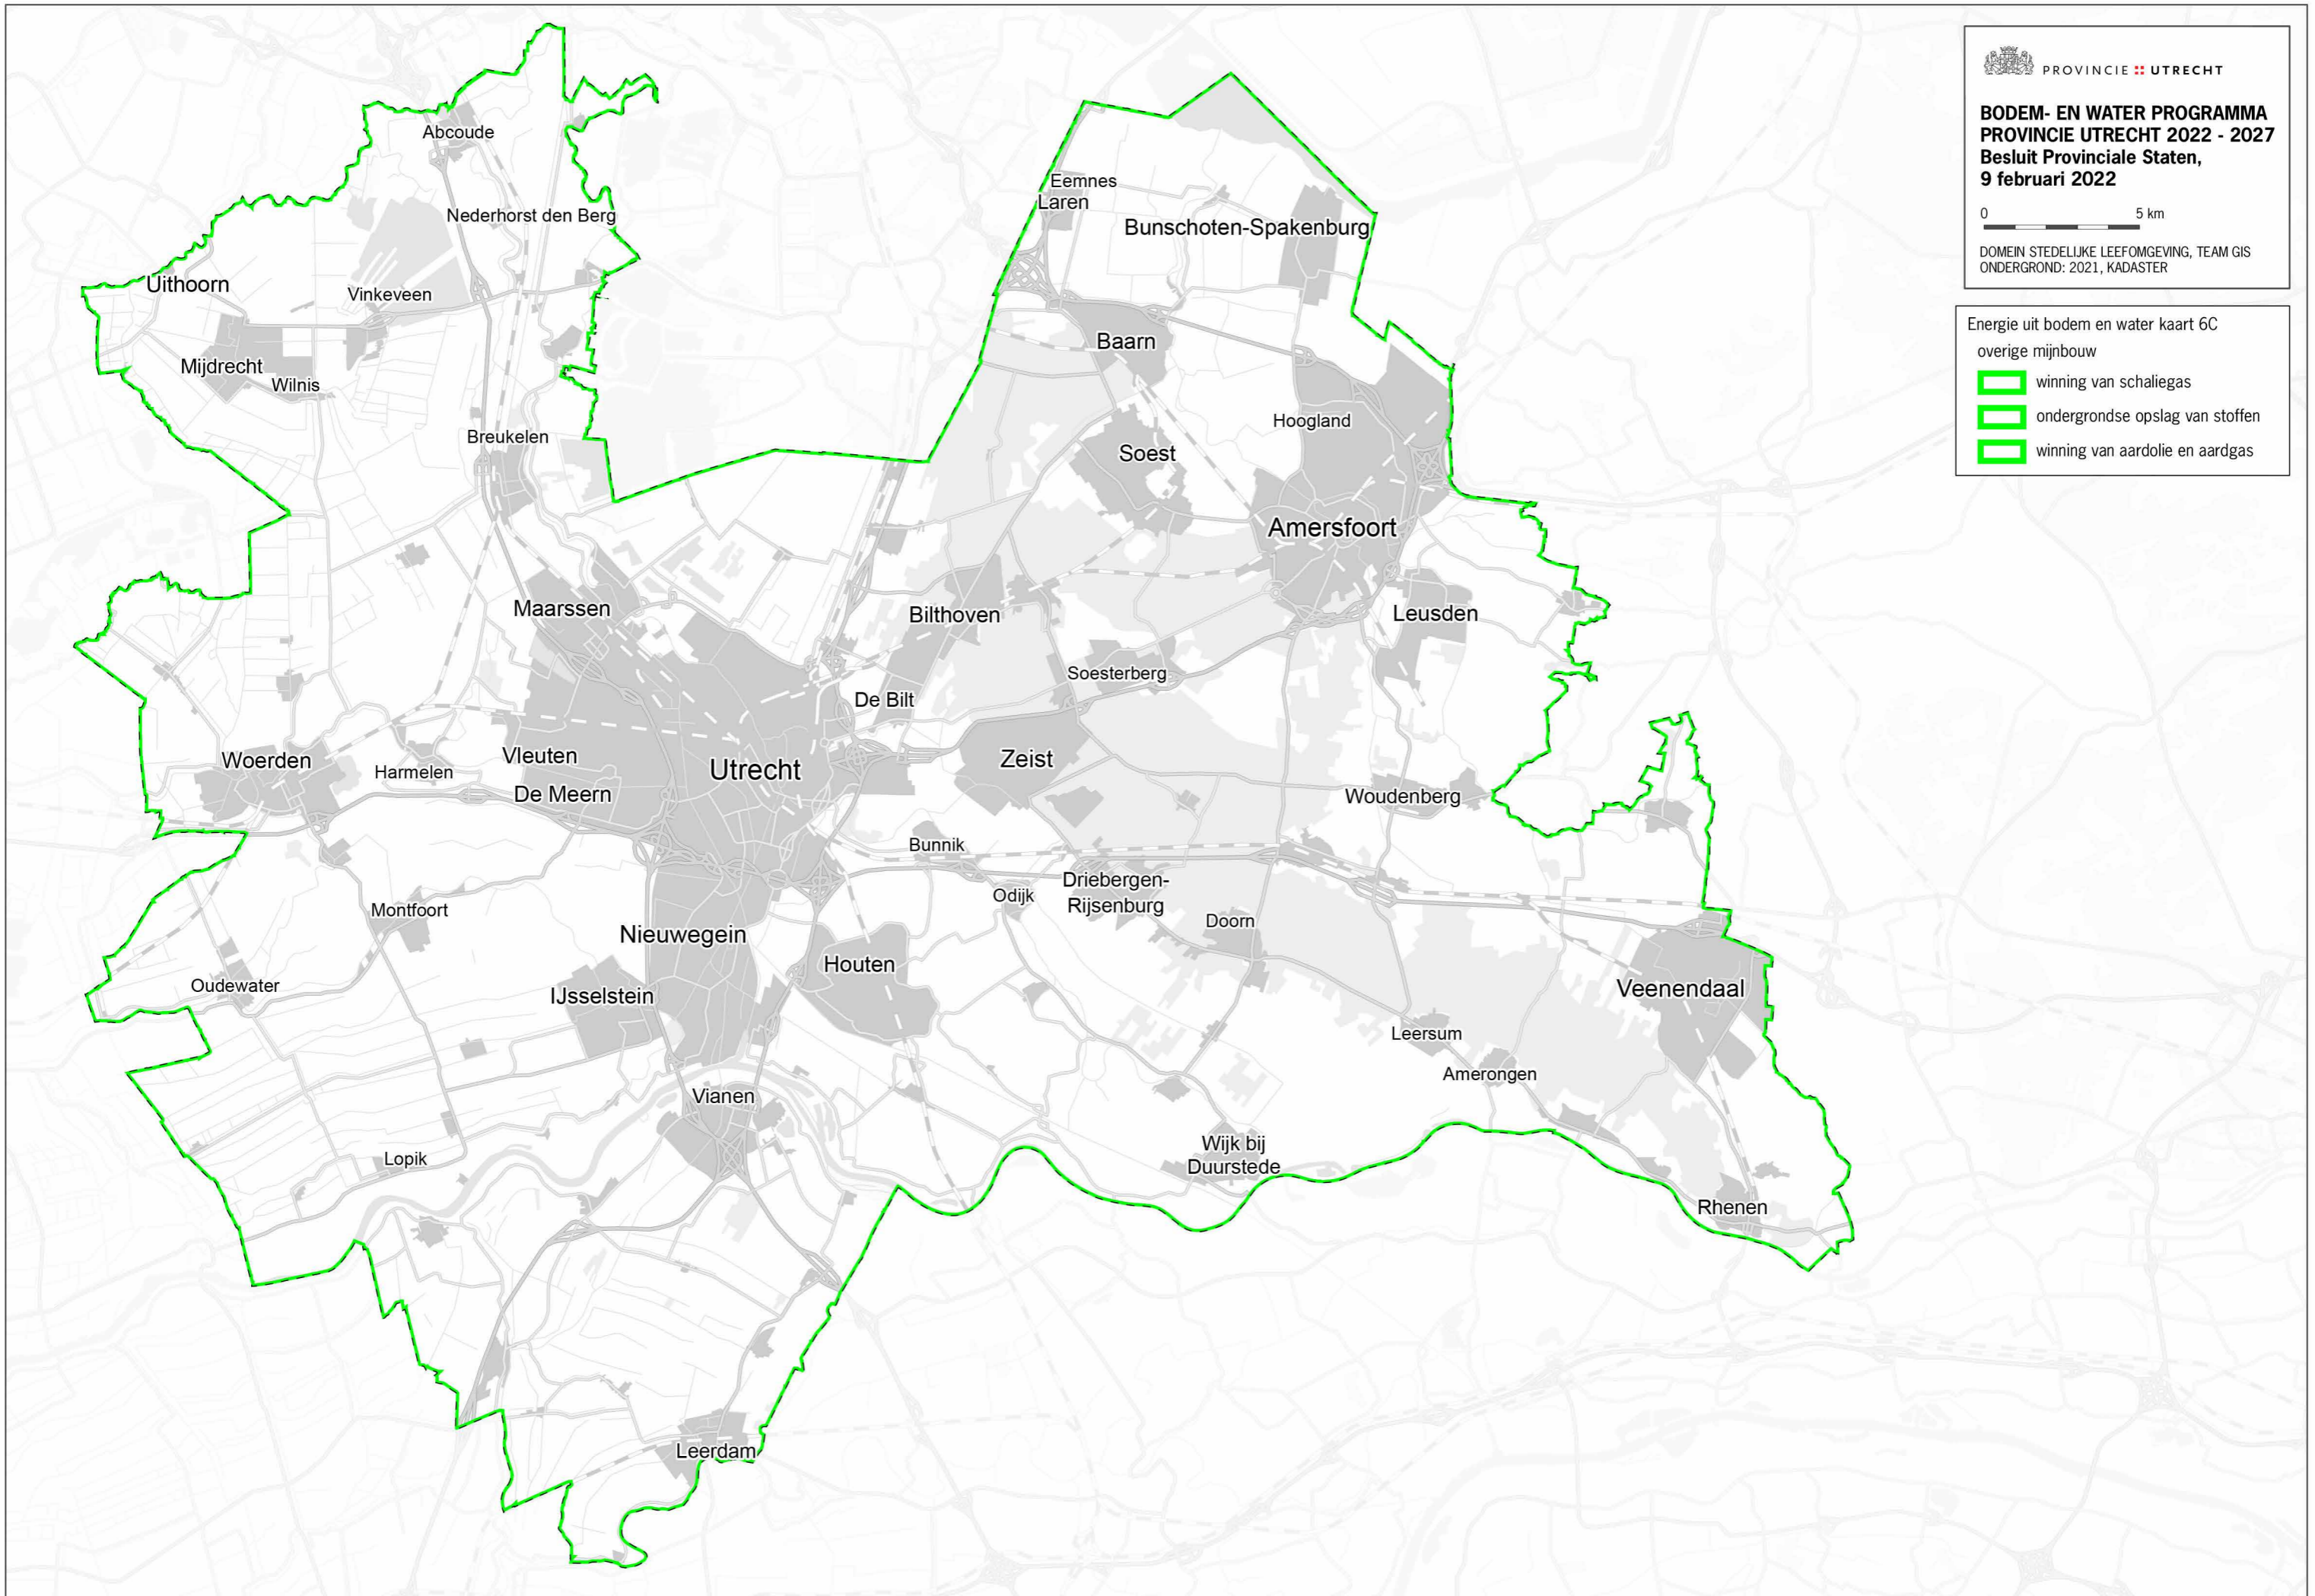 PROVINCIE UTRECHT
BODEM- EN WATER PROGRAMMA
PROVINCIE UTRECHT 2022 - 2027
Besluit Provinciale Staten,
9 februari 2022
0 5 km
DOMEIN STEDELIJKE LEEFOMGEVING, TEAM GIS
ONDERGROND: 2021, KADASTER
Energie uit bodem en water kaart 6C
overige mijnbouw
winning van schaliegas
ondergrondse opslag van stoffen
winning van aardolie en aardgas
Abcoude
Eemnes
Laren
Nederhorst den Berg
Bunschoten-Spakenburg
Uithoorn
Vinkeveen
Baarn
Mijdrecht
Wilnis
Hoogland
Breukelen
Soest
Amersfoort
Maarssen
Bilthoven
Leusden
Soesterberg
De Bilt
Vleuten
Woerden
Utrecht
Zeist
Harmelen
De Meern
Woudenberg
Bunnik
Driebergen-
Rijsenburg
Odijk
Montfoort
Doorn
Nieuwegein
Houten
Oudewater
IJsselstein
Veenendaal
Leersum
Amerongen
Vianen
Wijk bij
Duurstede
Lopik
Rhenen
Leerdam